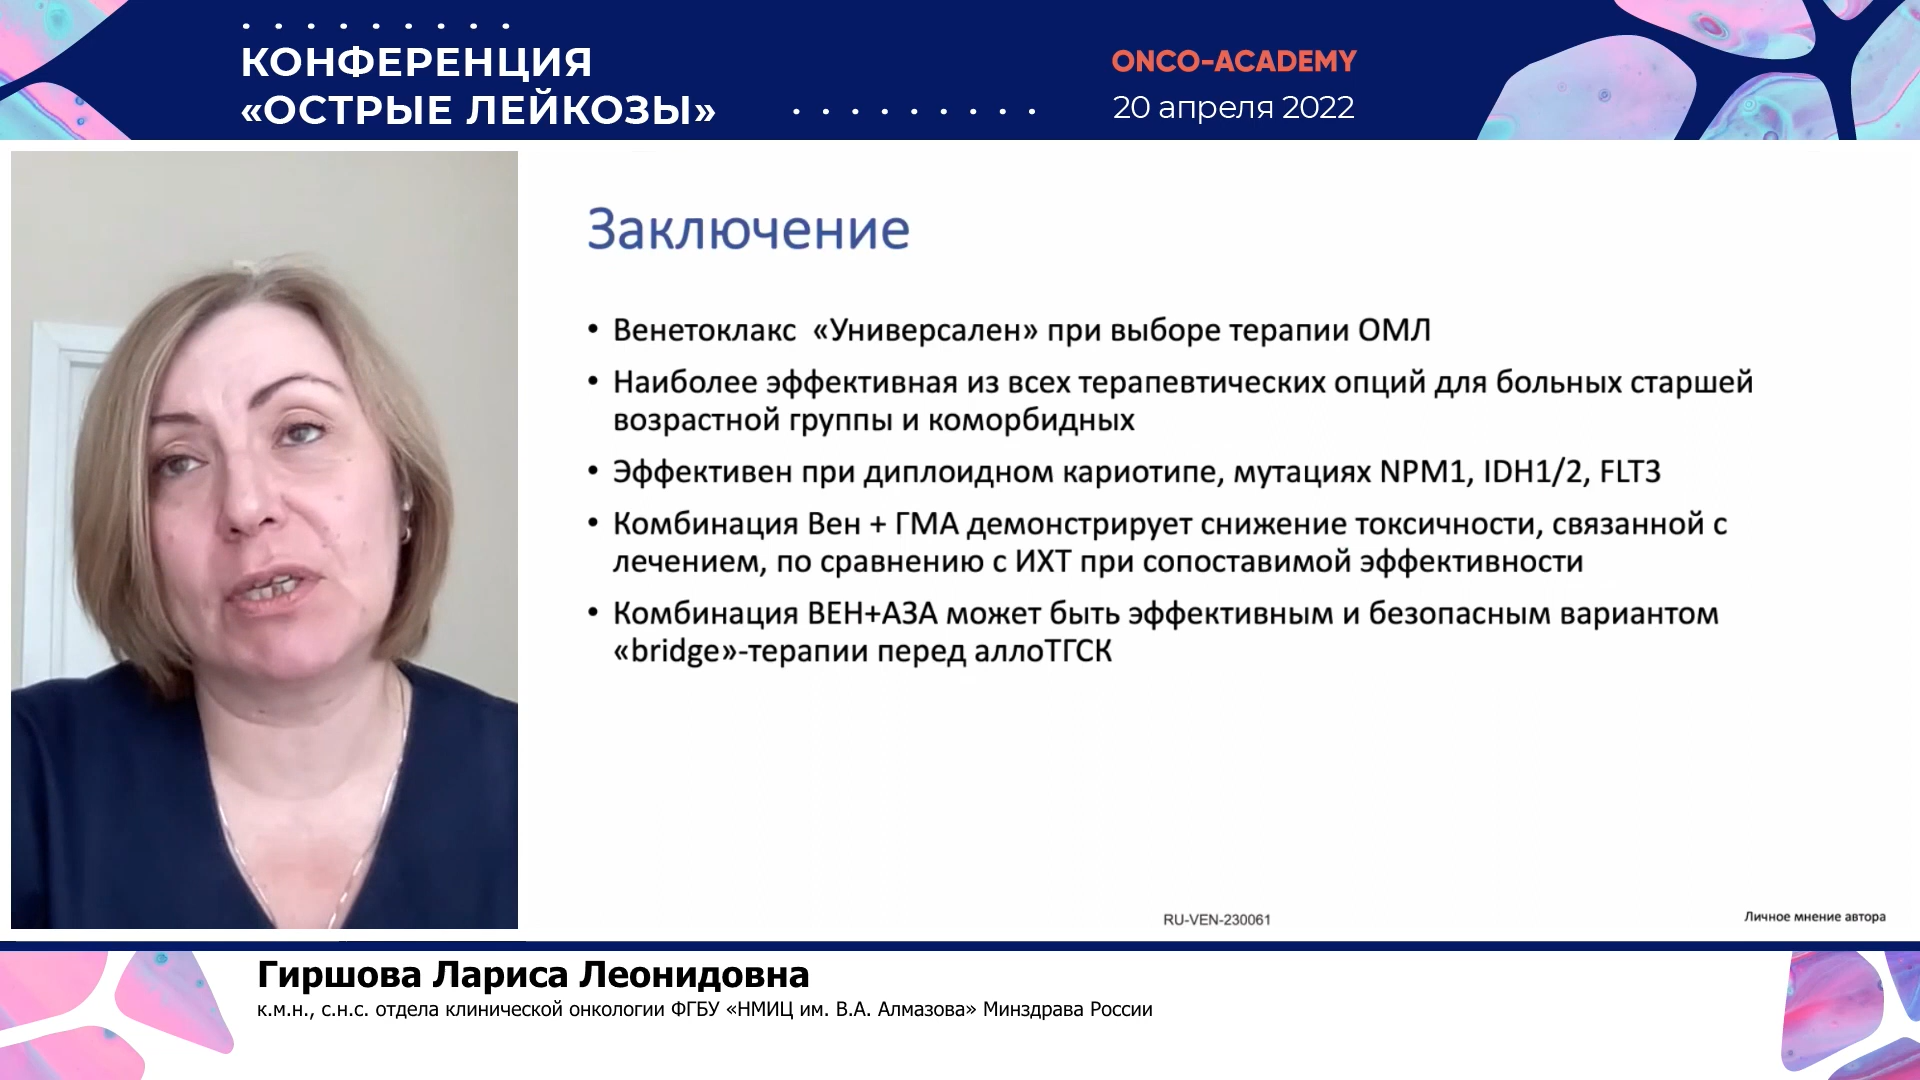 КОНФЕРЕНЦИЯ
«ОСТРЫЕ ЛЕЙКОЗЫ»
ONCO-ACADEMY
20 апреля 2022
Заключение
• Венетоклакс «Универсален» при выборе терапии ОМЛ
• Наиболее эффективная из всех терапевтических опций для больных старшей
возрастной группы и коморбидных
• Эффективен при диплоидном кариотипе, мутациях NPM1, IDH1/2, FLT3
• Комбинация Вен + ГМА демонстрирует снижение токсичности, связанной с
лечением, по сравнению с ИХТ при сопоставимой эффективности
• Комбинация ВЕН+АЗА может быть эффективным и безопасным вариантом
«bridge»-терапии перед аллоТГСК
RU-VEN-230061
Личное мнение автора
Гиршова Лариса Леонидовна
к.м.н., с.н.с. отдела клинической онкологии ФГБУ «НМИЦ им. В.А. Алмазова» Минздрава России